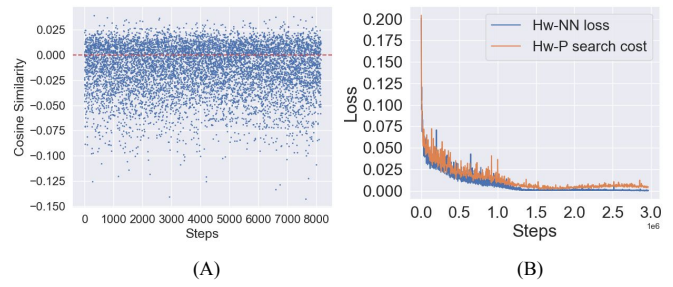 0.025
0.000
−0.025
−0.050
−0.075
−0.100
−0.125
−0.150
Cosine Similarity
0 1000 2000 3000 4000 5000 6000 7000 8000
Steps
(A)
0.200
0.175
0.150
0.125
0.100
0.075
0.050
0.025
0.000
Loss
Hw-NN loss
Hw-P search cost
0.0 0.5 1.0 1.5 2.0 2.5 3.0
1e6
Steps
(B)